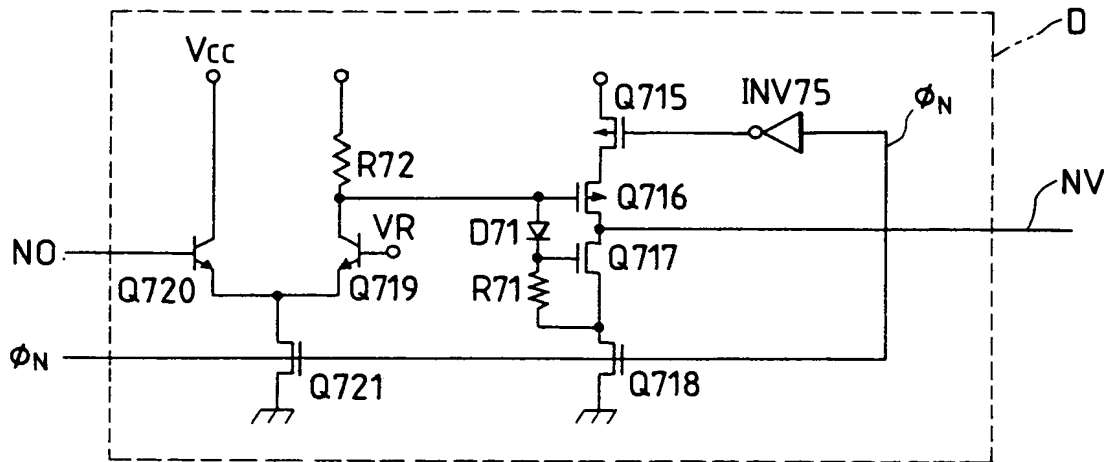 D
Vcc
Q715
INV75
φN
R72
Q716
NV
VR
D71
NO
Q717
Q720
Q719
R71
φN
Q721
Q718